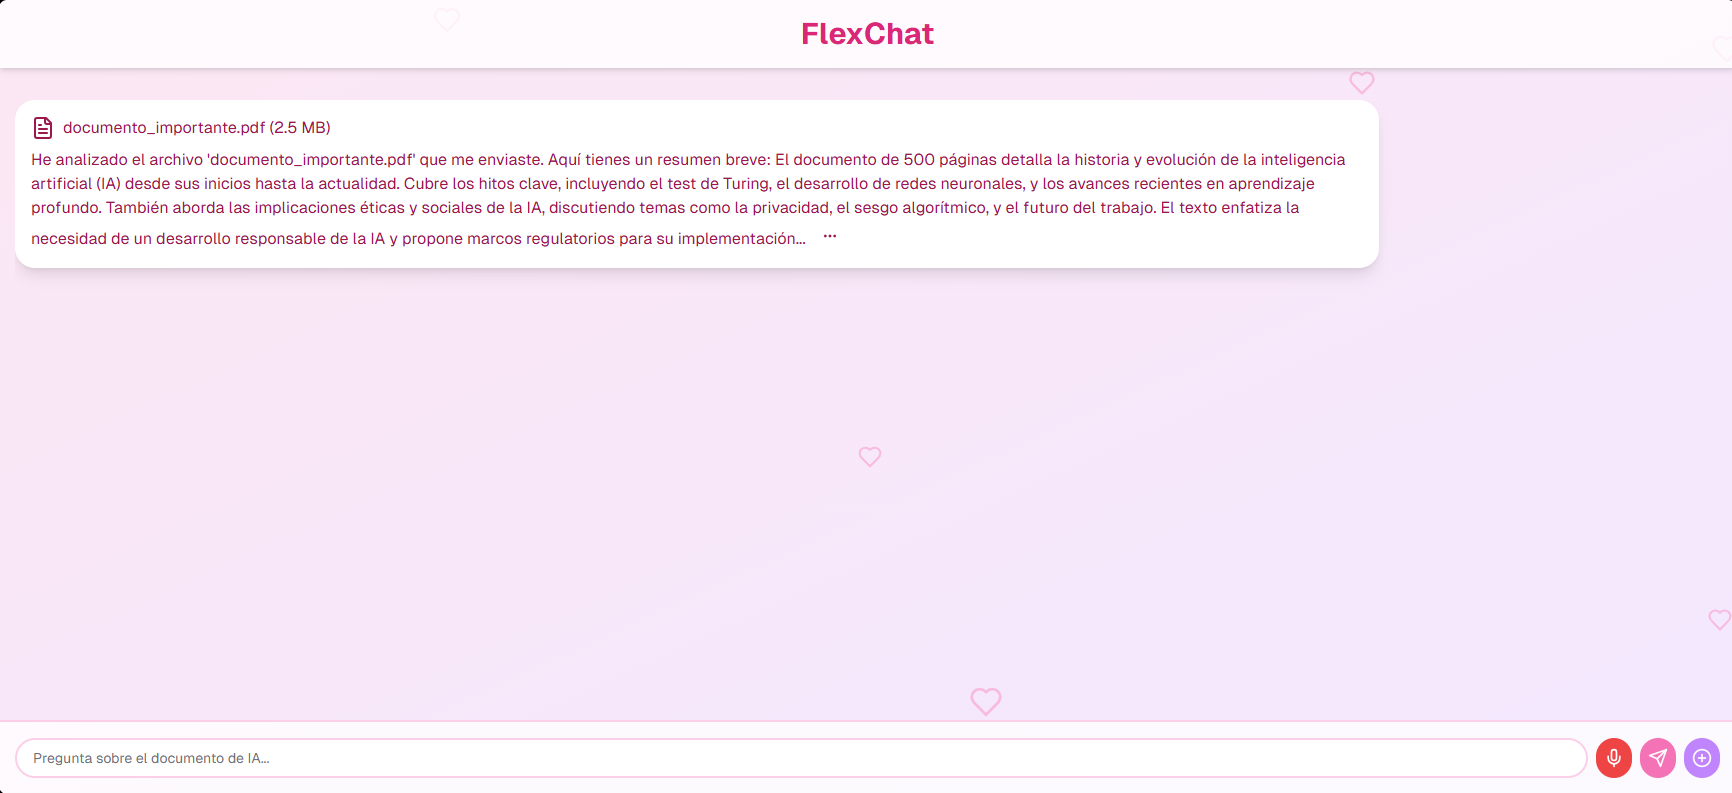 FlexChat
documento_importante.pdf (2.5 MB)
He analizado el archivo 'documento_importante.pdf' que me enviaste. Aquí tienes un resumen breve: El documento de 500 páginas detalla la historia y evolución de la inteligencia
artificial (IA) desde sus inicios hasta la actualidad. Cubre los hitos clave, incluyendo el test de Turing, el desarrollo de redes neuronales, y los avances recientes en aprendizaje
profundo. También aborda las implicaciones éticas y sociales de la IA, discutiendo temas como la privacidad, el sesgo algorítmico, y el futuro del trabajo. El texto enfatiza la
necesidad de un desarrollo responsable de la IA y propone marcos regulatorios para su implementación...
Pregunta sobre el documento de IA...